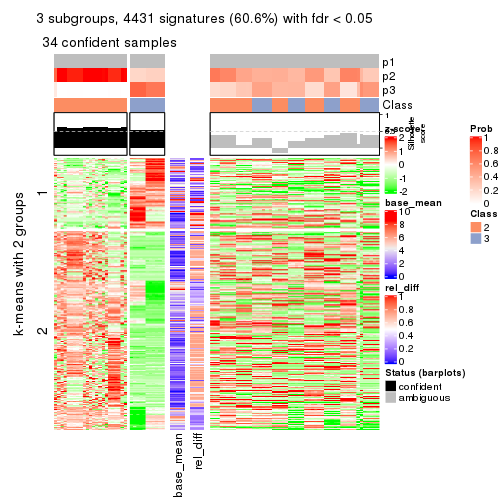 3 subgroups, 4431 signatures (60.6%) with fdr < 0.05
34 confident samples
p1
p2
p3
Class
1
0.5
0
Silhouette
score
k-means with 2 groups
1
2
base_mean
rel_diff
z-score
2
1
0
-1
-2
base_mean
10
8
6
4
2
0
rel_diff
1
0.8
0.6
0.4
0.2
0
Status (barplots)
confident
ambiguous
Prob
1
0.8
0.6
0.4
0.2
0
Class
2
3